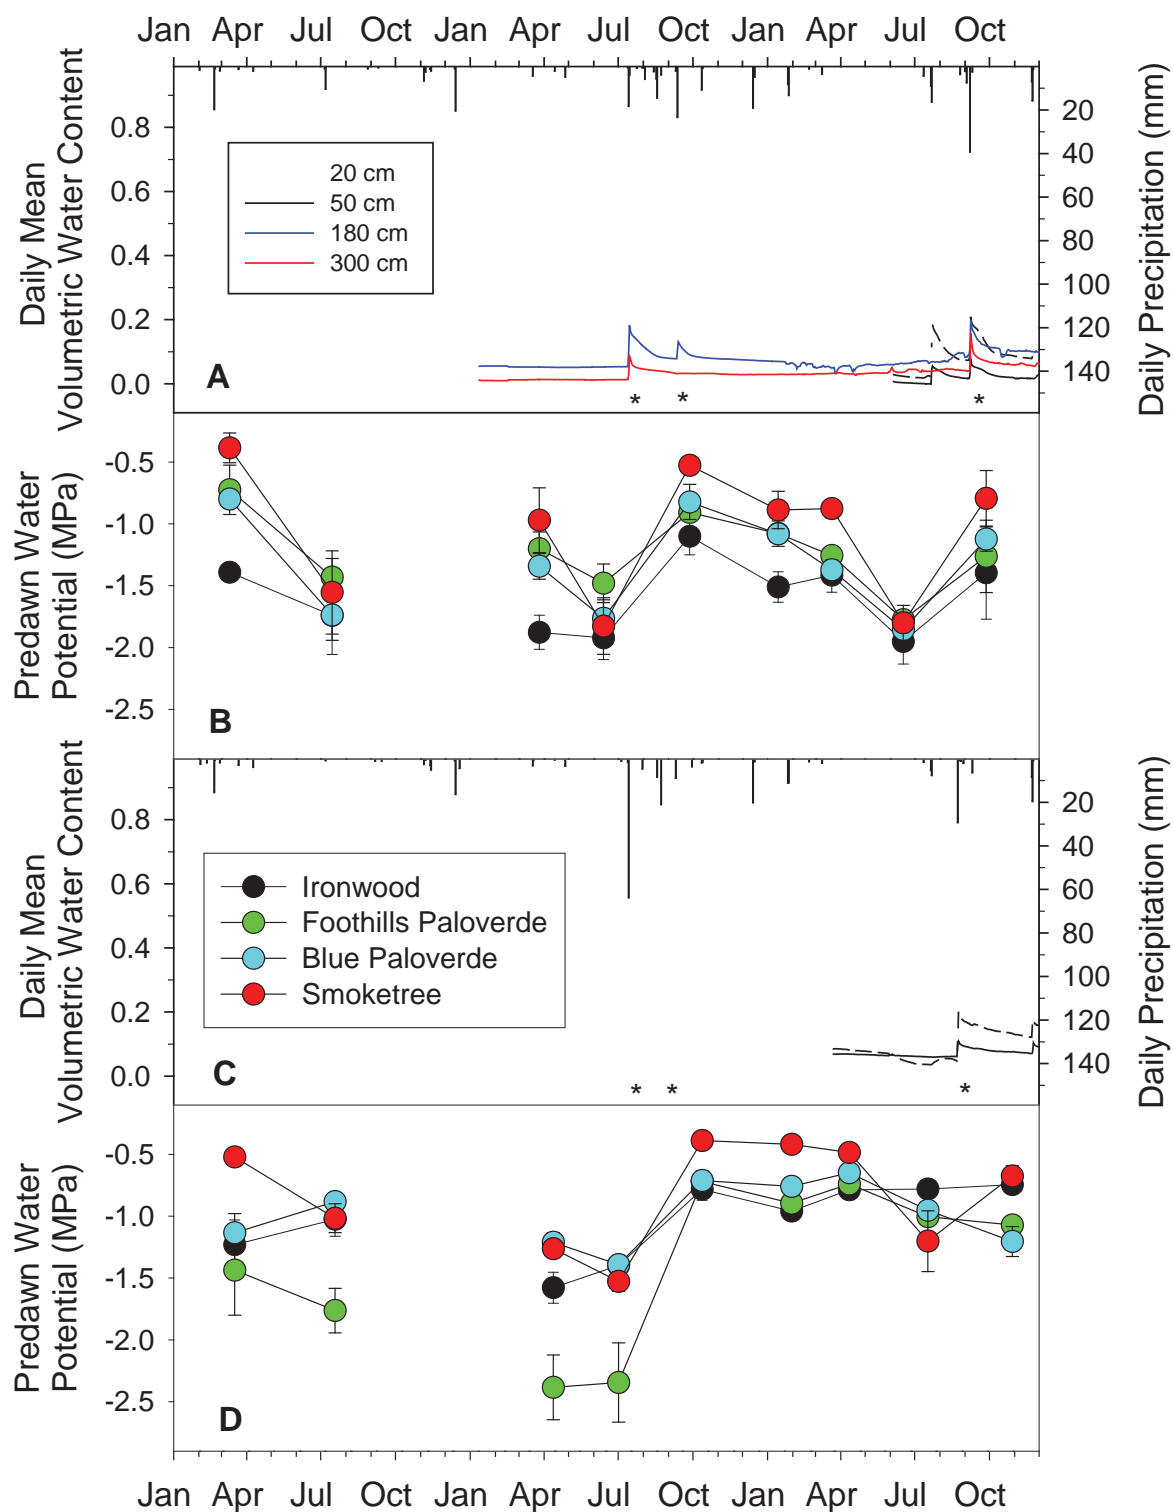 Jan Apr Jul Oct Jan Apr Jul Oct Jan Apr Jul Oct
Daily Mean
Volumetric Water Content
0.8
0.6
0.4
0.2
0.0
20 cm
50 cm
180 cm
300 cm
A
* * *
20
40
60
80
100
120
140
Daily Precipitation (mm)
Predawn Water
Potential (MPa)
-0.5
-1.0
-1.5
-2.0
-2.5
B
Daily Mean
Volumetric Water Content
0.8
0.6
0.4
0.2
0.0
Ironwood
Foothills Paloverde
Blue Paloverde
Smoketree
C
* * *
20
40
60
80
100
120
140
Daily Precipitation (mm)
Predawn Water
Potential (MPa)
-0.5
-1.0
-1.5
-2.0
-2.5
D
Jan Apr Jul Oct Jan Apr Jul Oct Jan Apr Jul Oct